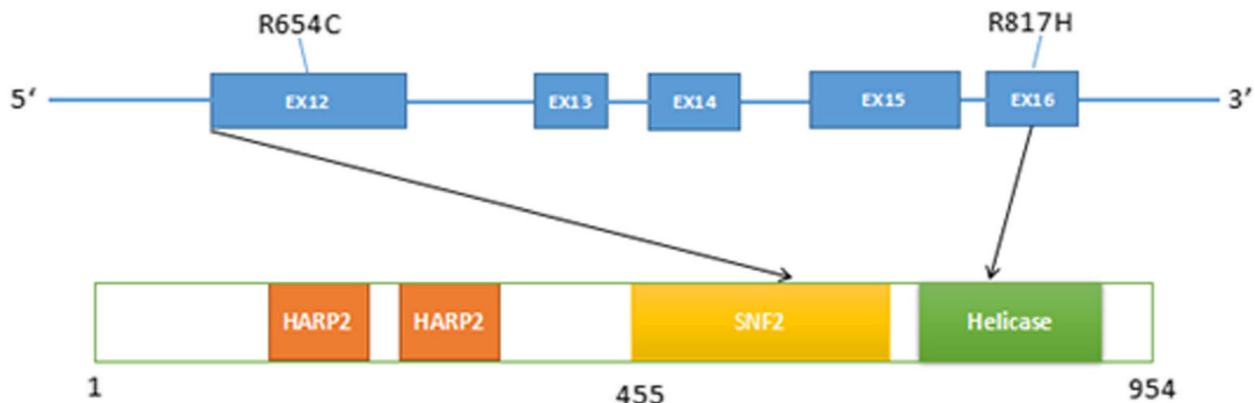 R654C R817H
5' EX12 EX13 EX14 EX15 EX16 3'
HARP2 HARP2 SNF2 Helicase
1 455 954